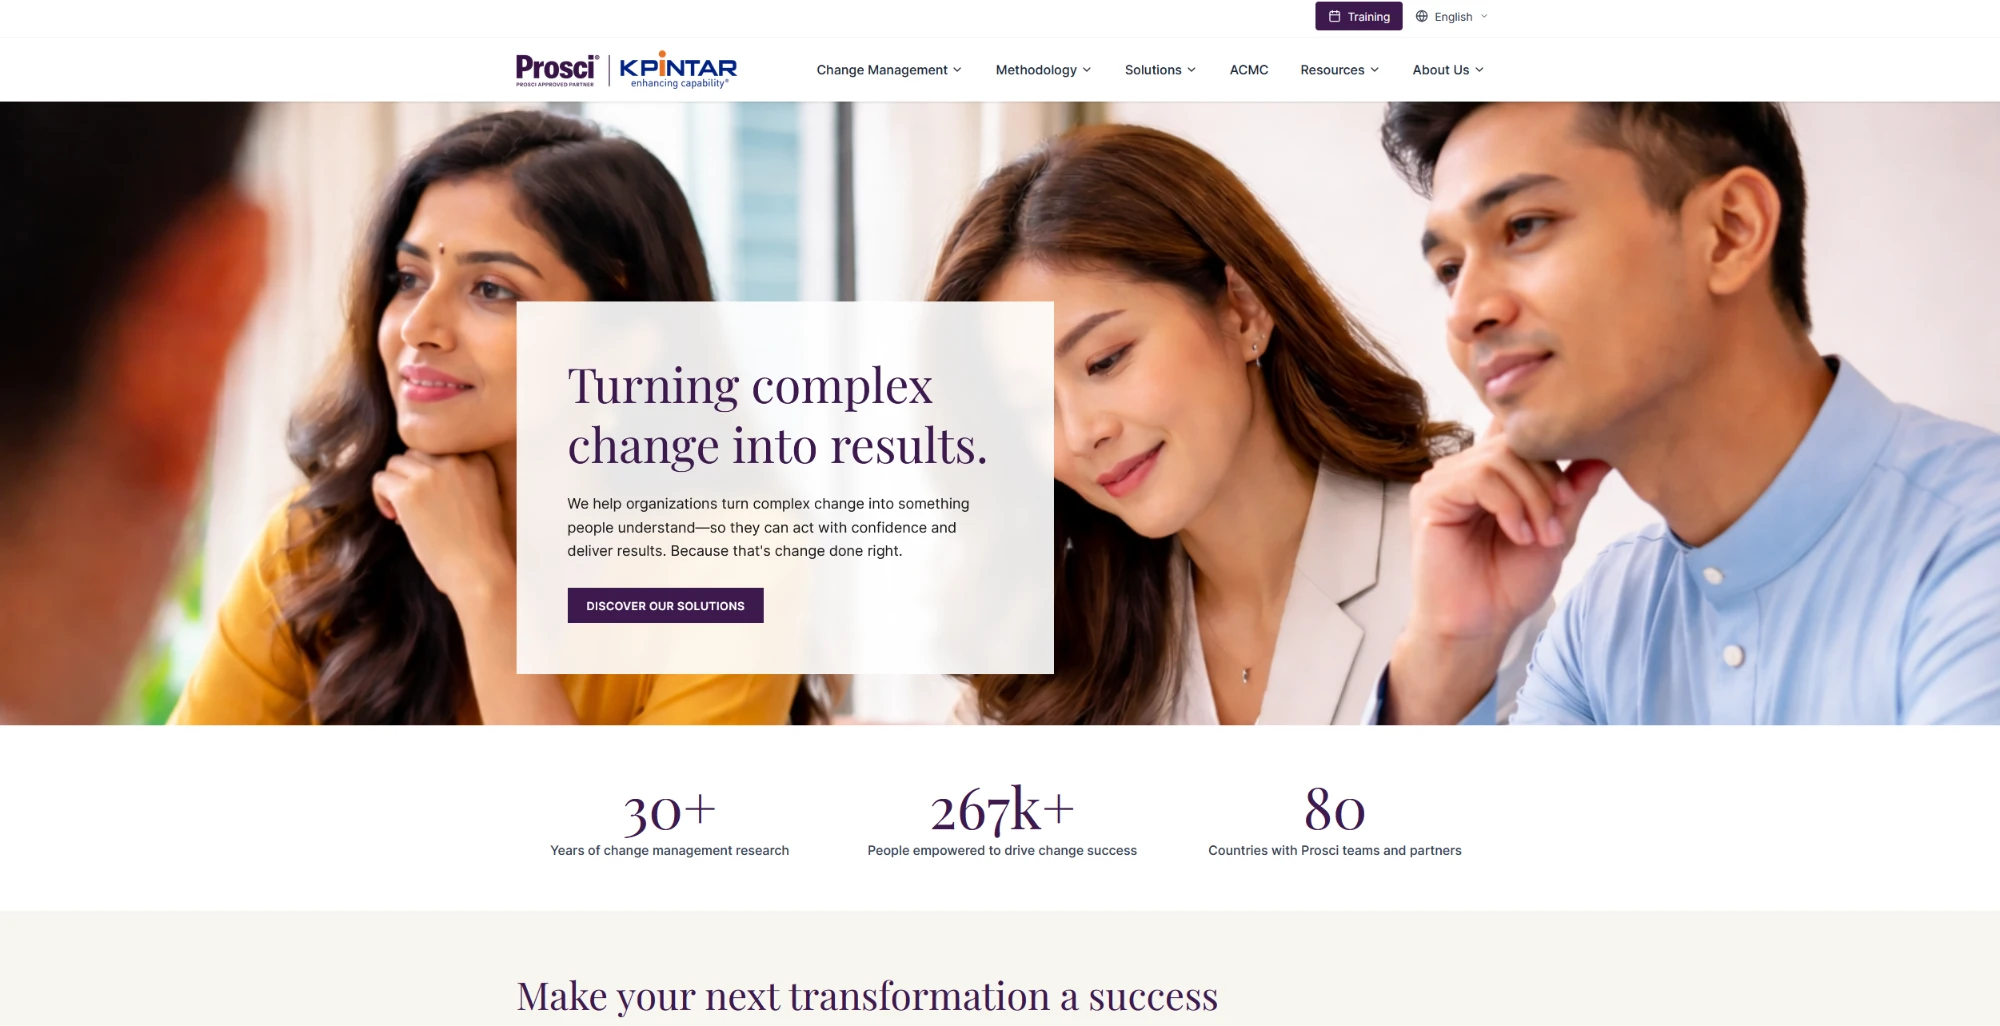 Training
English
Prosci®
PROSCI APPROVED PARTNER
KPINTAR
enhancing capability®
Change Management
Methodology
Solutions
ACMC
Resources
About Us
Turning complex
change into results.
We help organizations turn complex change into something
people understand—so they can act with confidence and
deliver results. Because that's change done right.
DISCOVER OUR SOLUTIONS
30+
Years of change management research
267k+
People empowered to drive change success
80
Countries with Prosci teams and partners
Make your next transformation a success